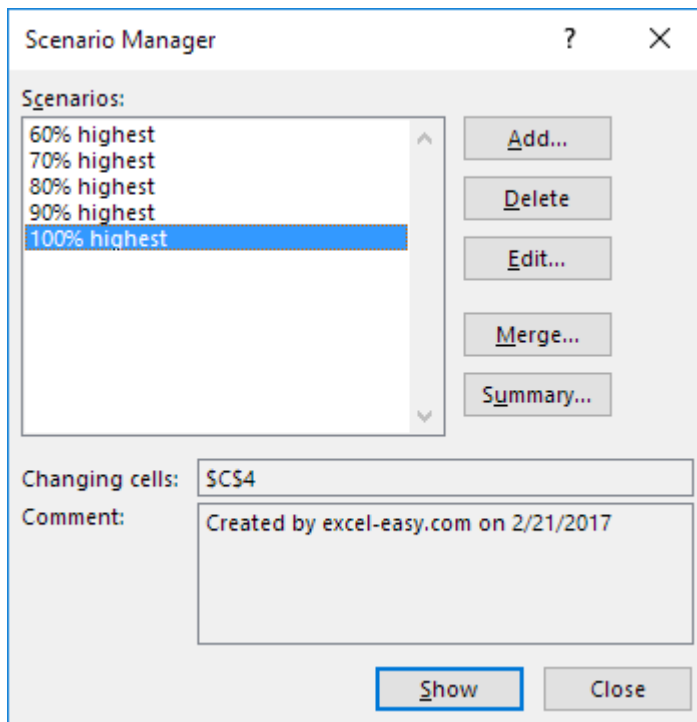 Scenario Manager ?
Scenarios:
60% highest
70% highest
80% highest
90% highest
100% highest
Add...
Delete
Edit...
Merge...
Summary...
Changing cells: $C$4
Comment: Created by excel-easy.com on 2/21/2017
Show Close